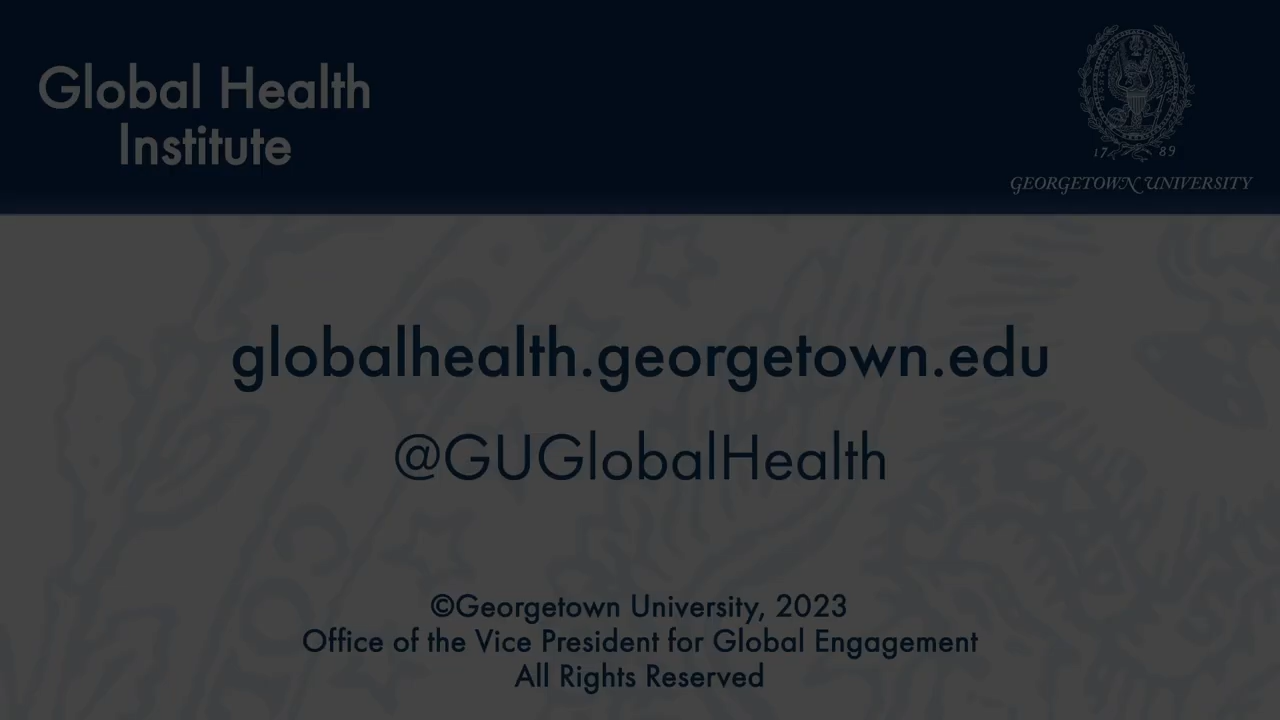 Global Health
Institute
17 89
GEORGETOWN UNIVERSITY
globalhealth.georgetown.edu
@GUGlobalHealth
©Georgetown University, 2023
Office of the Vice President for Global Engagement
All Rights Reserved